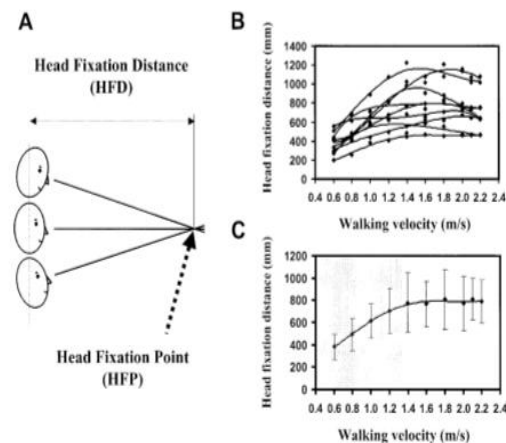 A
Head Fixation Distance
(HFD)
Head Fixation Point
(HFP)
B
Head fixation distance (mm)
1400
1200
1000
800
600
400
200
0
0.4 0.6 0.8 1.0 1.2 1.4 1.6 1.8 2.0 2.2 2.4
Walking velocity (m/s)
C
Head fixation distance (mm)
1200
1000
800
600
400
200
0
0.4 0.6 0.8 1.0 1.2 1.4 1.6 1.8 2.0 2.2 2.4
Walking velocity (m/s)